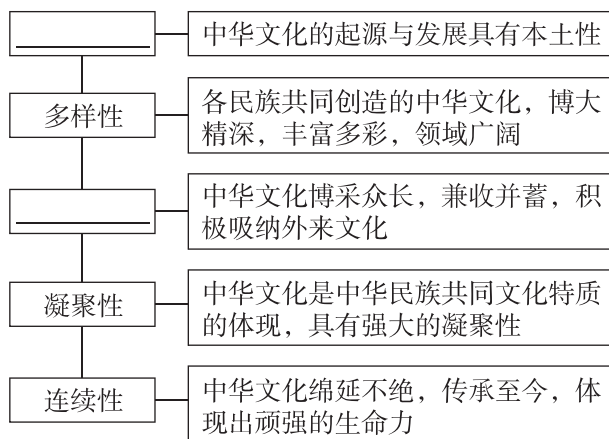 中华文化的起源与发展具有本土性
多样性
各民族共同创造的中华文化，博大
精深，丰富多彩，领域广阔
中华文化博采众长，兼收并蓄，积
极吸纳外来文化
凝聚性
中华文化是中华民族共同文化特质
的体现，具有强大的凝聚性
连续性
中华文化绵延不绝，传承至今，体
现出顽强的生命力